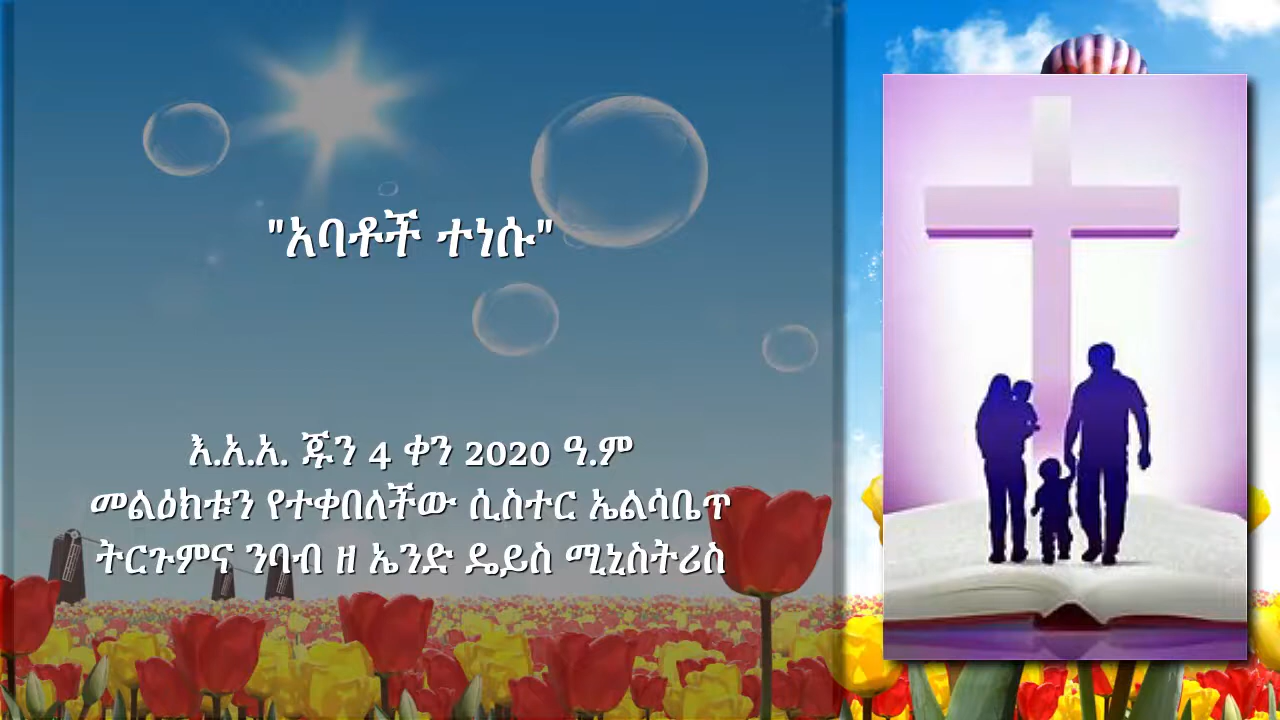 "አባቶች ተነሱ"
እ.አ.አ. ጁን 4 ቀን 2020 ዓ.ም
መልዕክቱን የተቀበለችው ሲስተር ኤልሳቤጥ
ትርጉምና ንባብ ዘ ኤንድ ዴይስ ሚኒስትሪስ